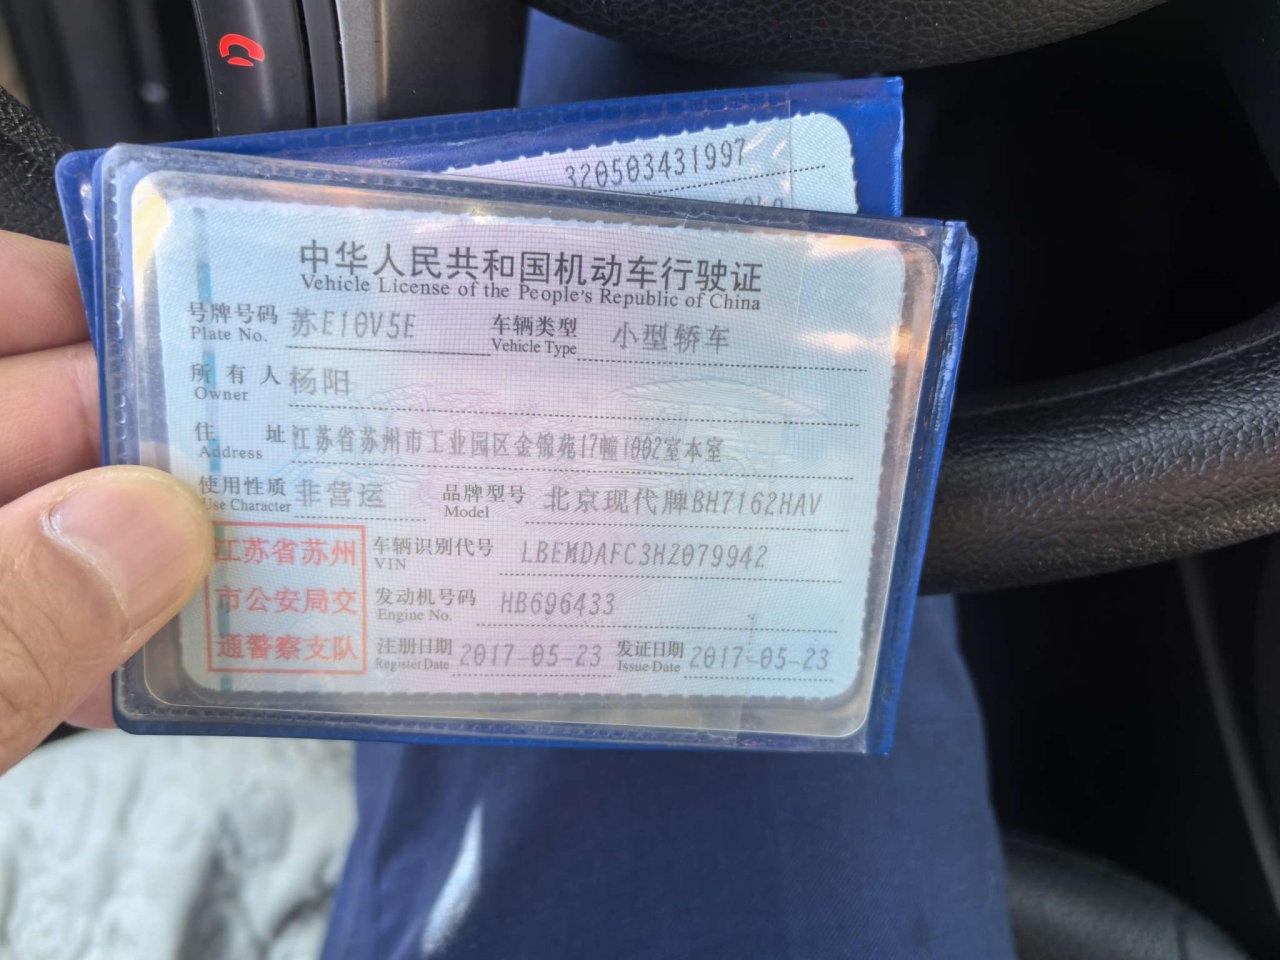 320503431997
中华人民共和国机动车行驶证
Vehicle License of the People's Republic of China
号牌号码 苏E10V5E 车辆类型 小型轿车
Plate No. Vehicle Type
所有人 杨阳
Owner
住址 江苏省苏州市工业园区金锦苑17幢1002室本室
Address
使用性质 非营运 品牌型号 北京现代牌BH7162HAV
Use Character Model
江苏省苏州
市公安局交
通警察支队
车辆识别代号 LBEMDAFC3HZ079942
VIN
发动机号码 HB696433
Engine No.
注册日期 2017-05-23 发证日期 2017-05-23
Register Date Issue Date